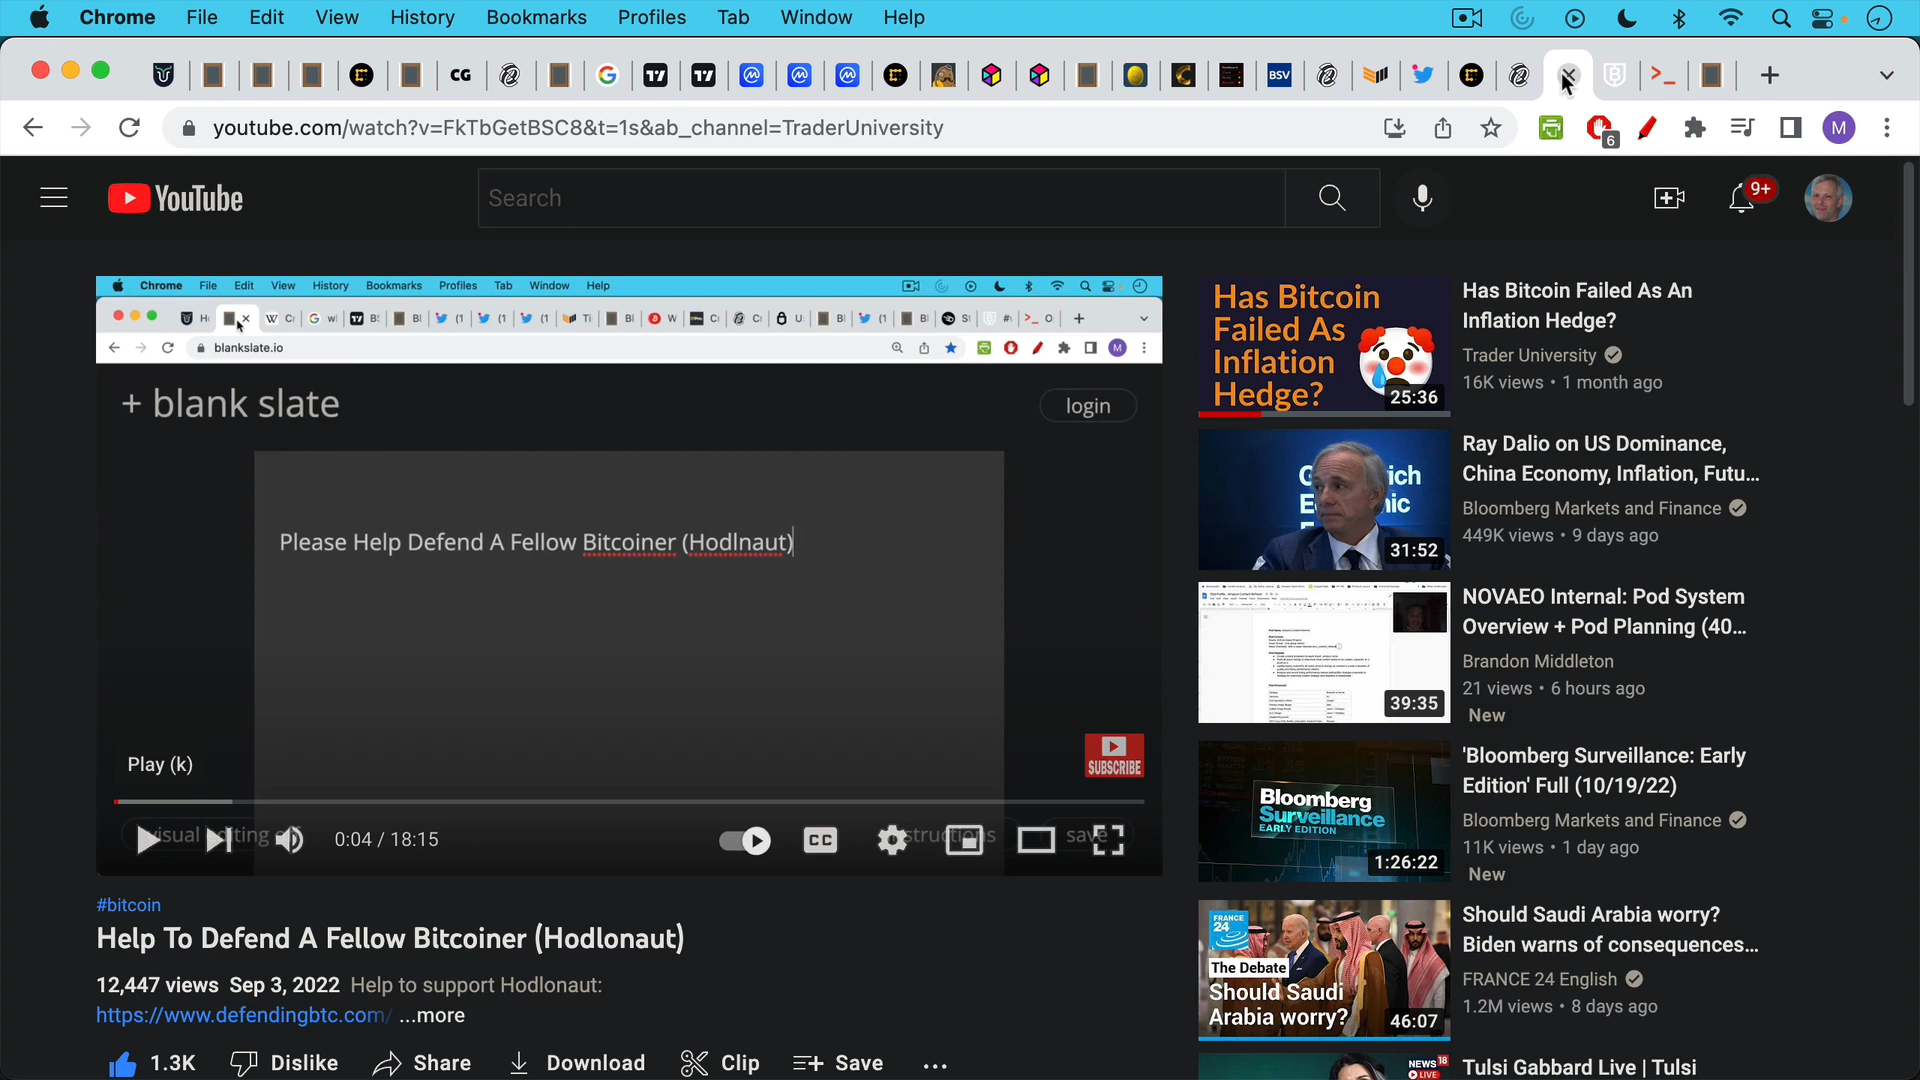 Chrome File Edit View History Bookmarks Profiles Tab Window Help
CG BSV
youtube.com/watch?v=FkTbGetBSC8&t=1s&ab_channel=TraderUniversity
6 M
YouTube
Search
9+
Chrome File Edit View History Bookmarks Profiles Tab Window Help
blankslate.io
M
+ blank slate
login
Please Help Defend A Fellow Bitcoiner (Hodlnaut)
Play (k)
SUBSCRIBE
0:04 / 18:15
CC
save
#bitcoin
Help To Defend A Fellow Bitcoiner (Hodlonaut)
12,447 views Sep 3, 2022 Help to support Hodlonaut:
https://www.defendingbtc.com/ ...more
1.3K Dislike Share Download Clip Save ...
Has Bitcoin
Failed As
Inflation
Hedge?
25:36
Has Bitcoin Failed As An
Inflation Hedge?
Trader University
16K views • 1 month ago
31:52
Ray Dalio on US Dominance,
China Economy, Inflation, Futu...
Bloomberg Markets and Finance
449K views • 9 days ago
39:35
NOVAEO Internal: Pod System
Overview + Pod Planning (40...
Brandon Middleton
21 views • 6 hours ago
New
Bloomberg
Surveillance
EARLY EDITION
1:26:22
'Bloomberg Surveillance: Early
Edition' Full (10/19/22)
Bloomberg Markets and Finance
11K views • 1 day ago
New
FRANCE
24
The Debate
Should Saudi
Arabia worry?
46:07
Should Saudi Arabia worry?
Biden warns of consequences...
FRANCE 24 English
1.2M views • 8 days ago
NEWS 18
LIVE
Tulsi Gabbard Live | Tulsi